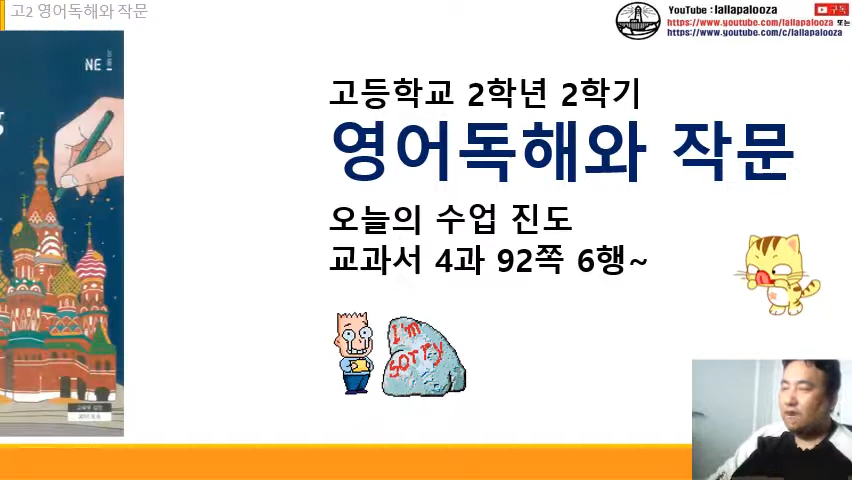 고2 영어독해와 작문
YouTube : lallapalooza
구독
https://www.youtube.com/lallapalooza 또는
https://www.youtube.com/c/lallapalooza
NE
고등학교 2학년 2학기
영어독해와 작문
오늘의 수업 진도
교과서 4과 92쪽 6행~
I'm
sorry